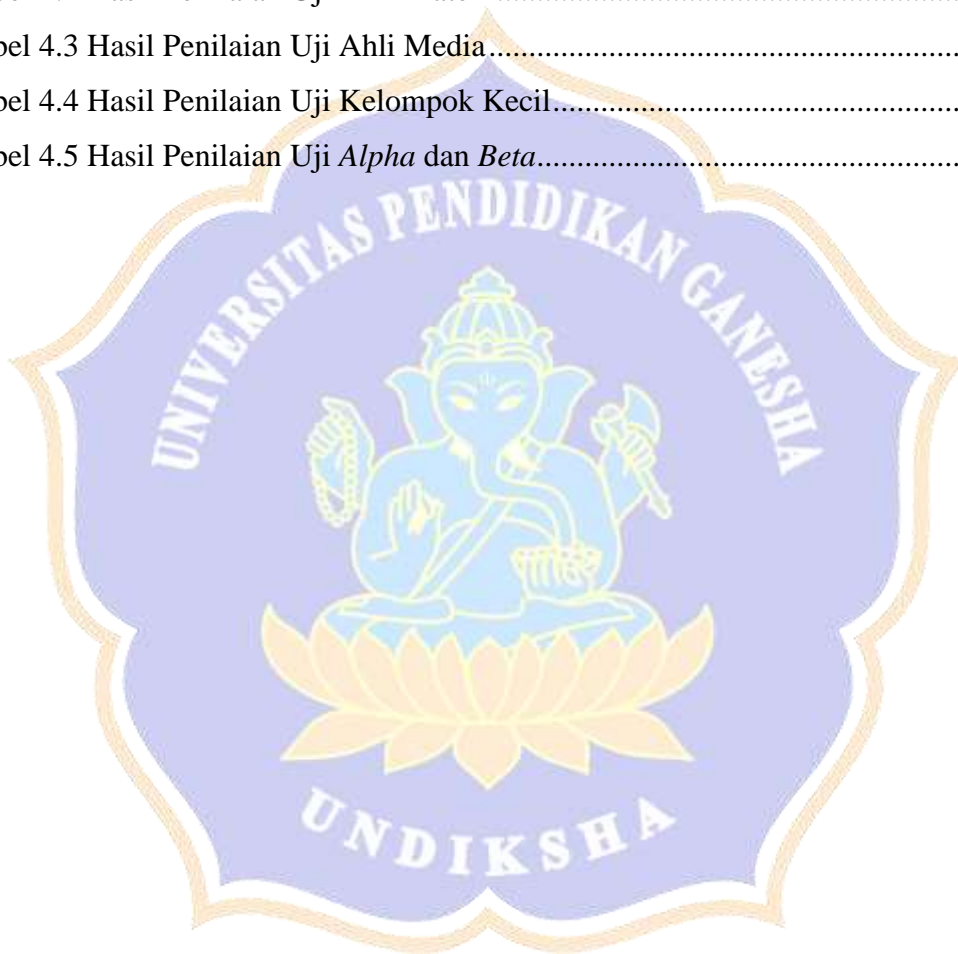 bel 4.3 Hasil Penilaian Uji Ahli Media
bel 4.4 Hasil Penilaian Uji Kelompok Kecil
bel 4.5 Hasil Penilaian Uji Alpha dan Beta
UNIVERSITAS PENDIDIKAN GANESHA
UNDIKSHA